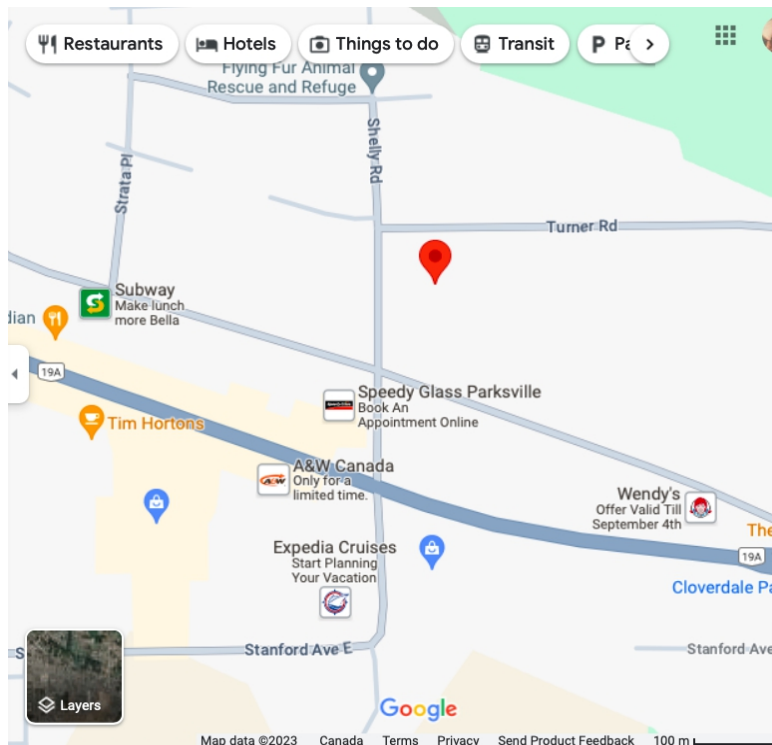 Restaurants
Hotels
Things to do
Transit
P
Flying Fur Animal
Rescue and Refuge
Shelly Rd
Strata Pl
Turner Rd
Subway
Make lunch
more Bella
dian
19A
Speedy Glass Parksville
Book An
Appointment Online
Tim Hortons
A&W Canada
Only for a
limited time.
A&W
Wendy's
Offer Valid Till
September 4th
The
19A
Expedia Cruises
Start Planning
Your Vacation
Cloverdale Pa
Stanford Ave E
Stanford Ave
S
Layers
Google
Map data ©2023 Canada Terms Privacy Send Product Feedback 100 m